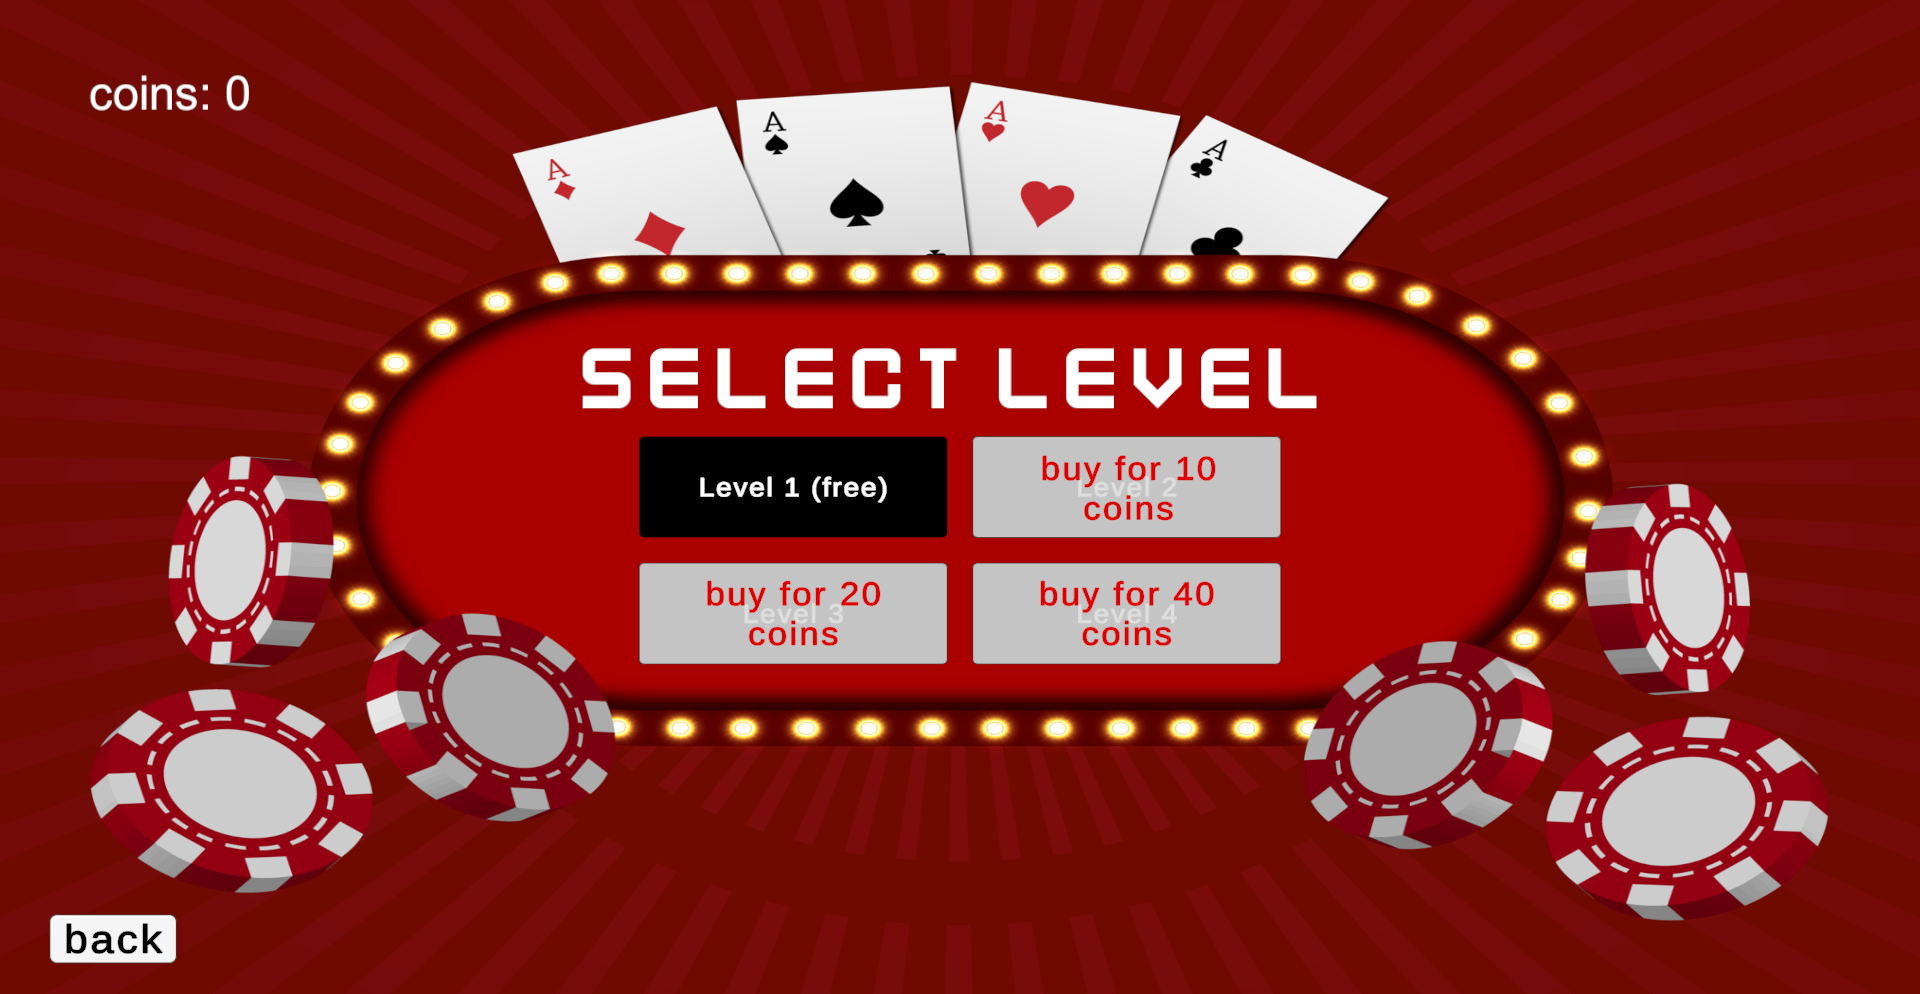 coins: 0
A
A
A
A
SELECT LEVEL
Level 1 (free)
buy for 10
Level 2
coins
buy for 20
Level 3
coins
buy for 40
Level 4
coins
back